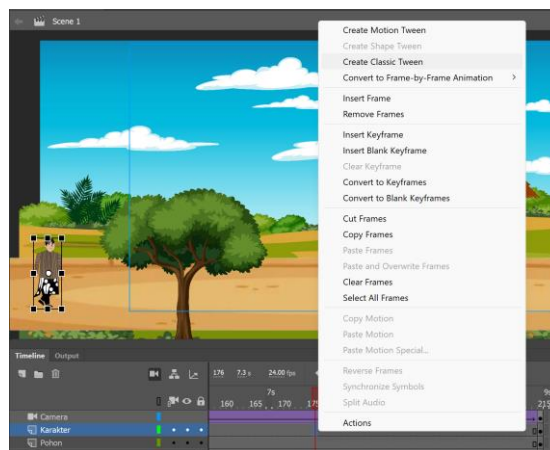 Scene 1
Create Motion Tween
Create Shape Tween
Create Classic Tween
Convert to Frame-by-Frame Animation
Insert Frame
Remove Frames
Insert Keyframe
Insert Blank Keyframe
Clear Keyframe
Convert to Keyframes
Convert to Blank Keyframes
Cut Frames
Copy Frames
Paste Frames
Paste and Overwrite Frames
Clear Frames
Select All Frames
Copy Motion
Paste Motion
Paste Motion Special...
Reverse Frames
Synchronize Symbols
Split Audio
Actions
Timeline Output
176 7.3 s 24.00 fps
7s
160 165 170 175 215
Camera
Karakter
Pohon